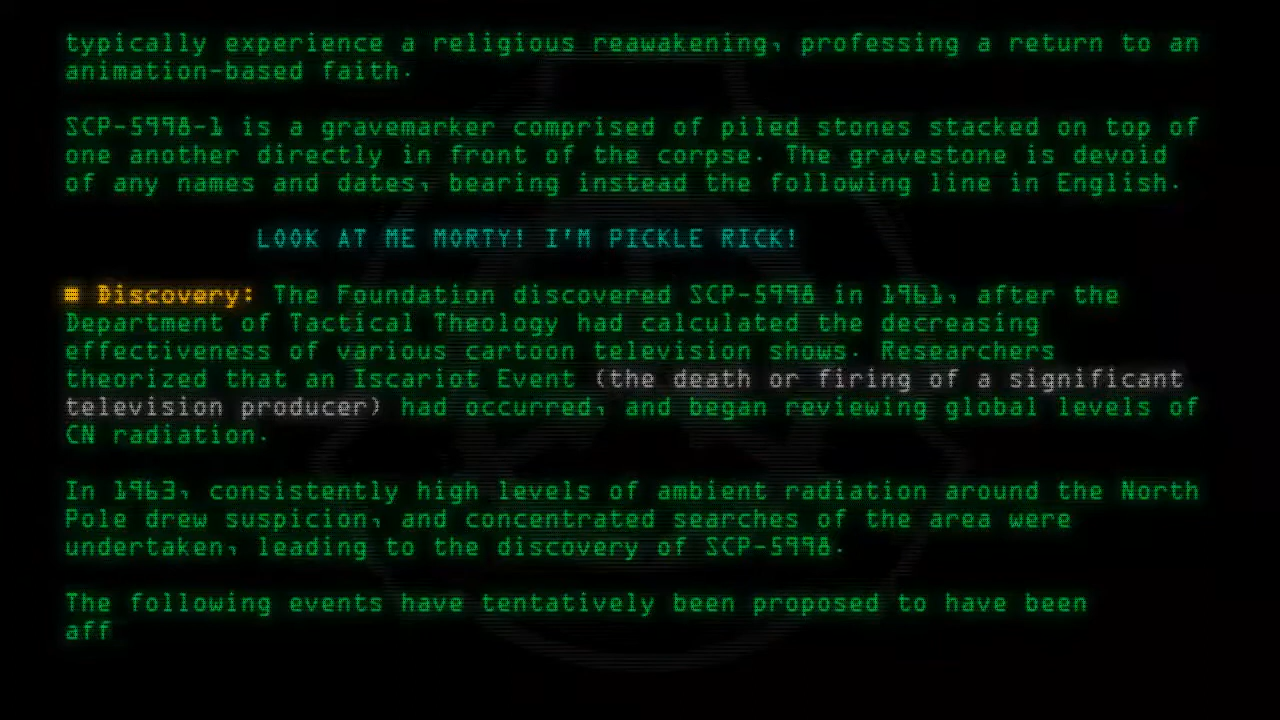 typically experience a religious reawakening, professing a return to an
animation-based faith.
SCP-5998-1 is a gravemarker comprised of piled stones stacked on top of
one another directly in front of the corpse. The gravestone is devoid
of any names and dates, bearing instead the following line in English.
LOOK AT ME MORTY! I'M PICKLE RICK!
■ Discovery: The Foundation discovered SCP-5998 in 1961, after the
Department of Tactical Theology had calculated the decreasing
effectiveness of various cartoon television shows. Researchers
theorized that an Iscariot Event (the death or firing of a significant
television producer) had occurred, and began reviewing global levels of
CN radiation.
In 1963, consistently high levels of ambient radiation around the North
Pole drew suspicion, and concentrated searches of the area were
undertaken, leading to the discovery of SCP-5998.
The following events have tentatively been proposed to have been
aff